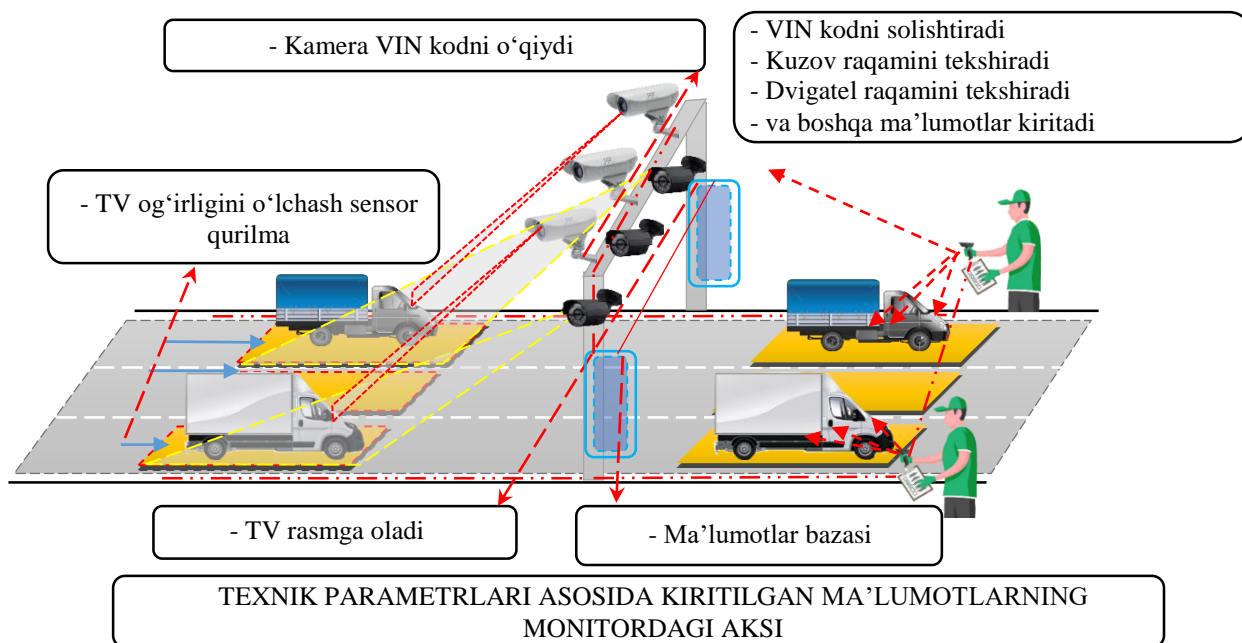 - Kamera VIN kodni o‘qiydi
- VIN kodni solishtiradi
- Kuzov raqamini tekshiradi
- Dvigatel raqamini tekshiradi
- va boshqa ma’lumotlar kiritadi
- TV og‘irligini o‘lchash sensor
qurilma
- TV rasmga oladi
- Ma’lumotlar bazasi
TEXNIK PARAMETRLARI ASOSIDA KIRITILGAN MA’LUMOTLARNING
MONITORDAGI AKSI